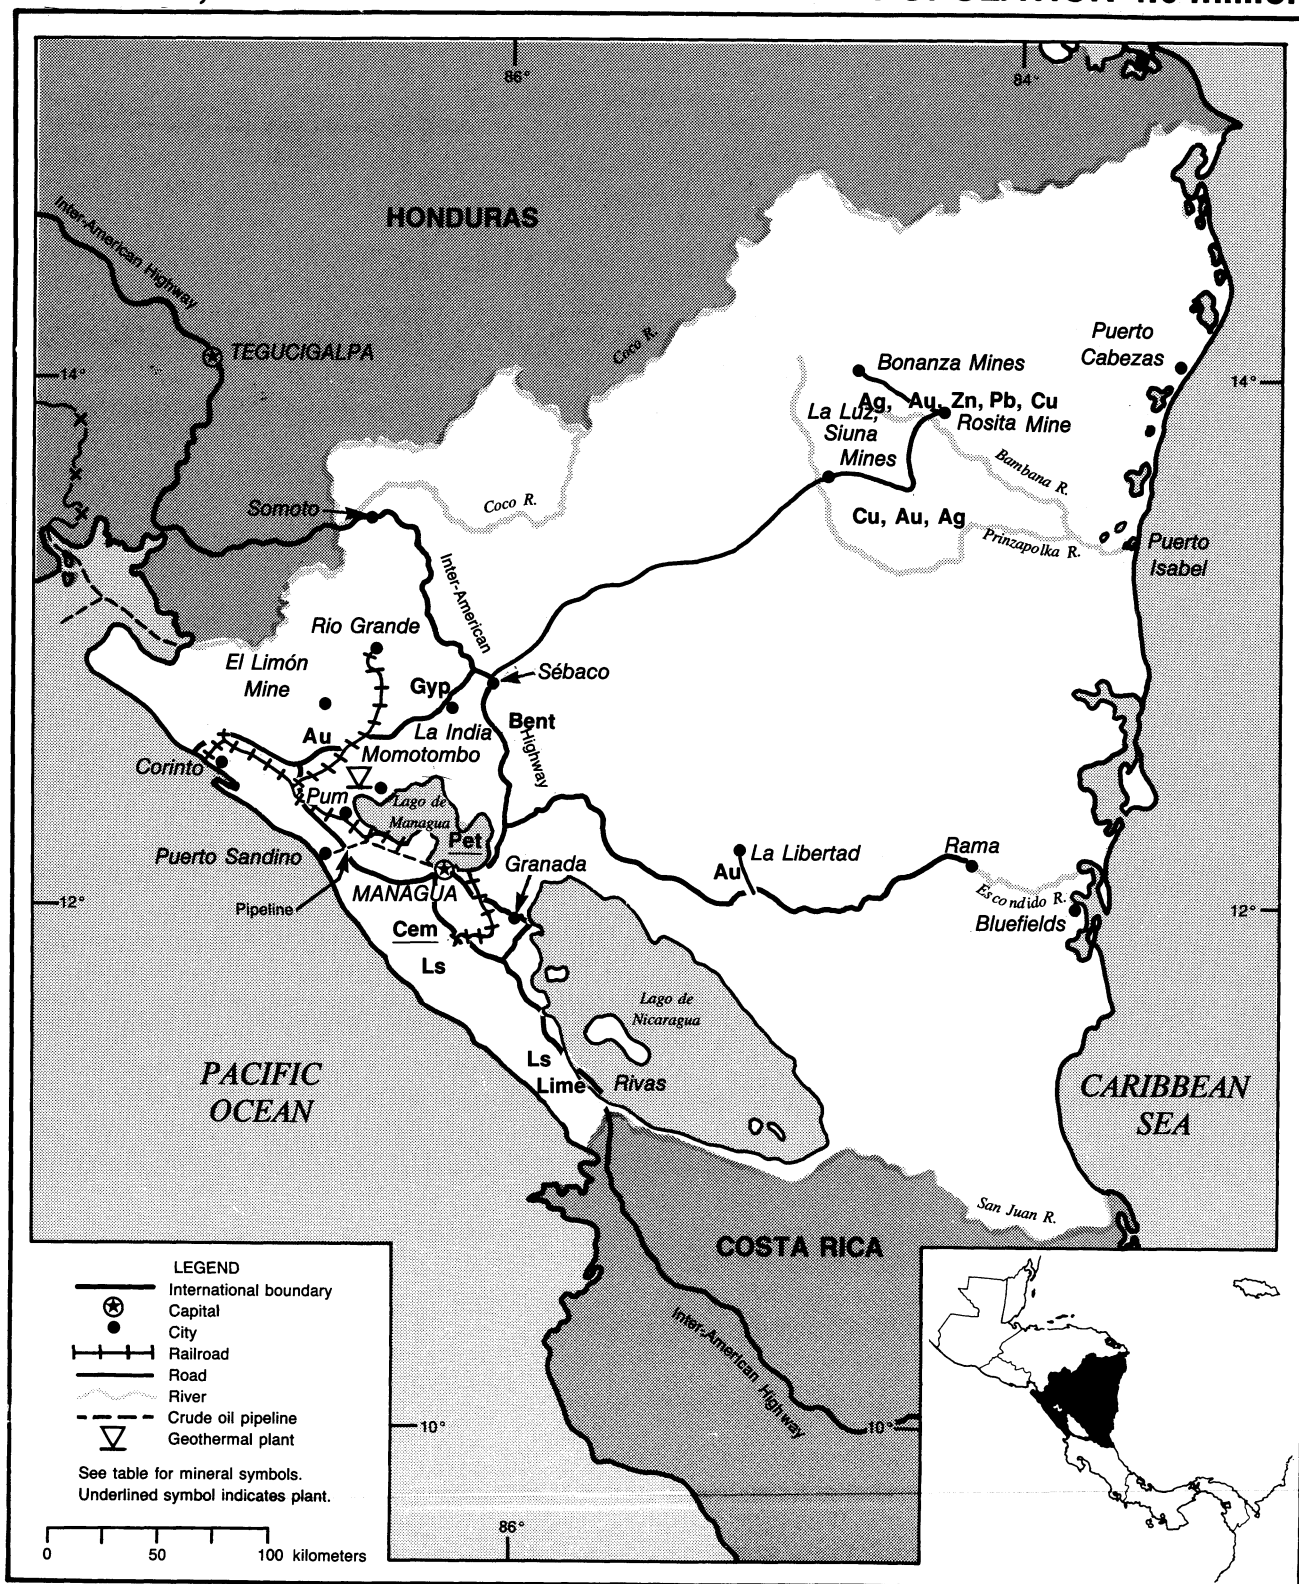 86°
84°
HONDURAS
Inter-American Highway
TEGUCIGALPA
Coco R.
Puerto
Cabezas
14°
14°
Bonanza Mines
Ag, Au, Zn, Pb, Cu
La Luz,
Siuna
Mines
Rosita Mine
Bambana R.
Somoto
Coco R.
Cu, Au, Ag
Prinzapolka R.
Puerto
Isabel
Inter-American
Highway
Rio Grande
El Limón
Mine
Gyp
Sébaco
La India
Bent
Au
Momotombo
Corinto
Pum
Lago de
Managua
Pet
Puerto Sandino
Granada
La Libertad
Au
Rama
MANAGUA
Pipeline
12°
12°
Escondido R.
Bluefields
Cem
Ls
Lago de
Nicaragua
Ls
Lime
Rivas
PACIFIC
OCEAN
CARIBBEAN
SEA
San Juan R.
COSTA RICA
Inter-American Highway
10°
10°
86°
LEGEND
International boundary
Capital
City
Railroad
Road
River
Crude oil pipeline
Geothermal plant
See table for mineral symbols.
Underlined symbol indicates plant.
0 50 100 kilometers